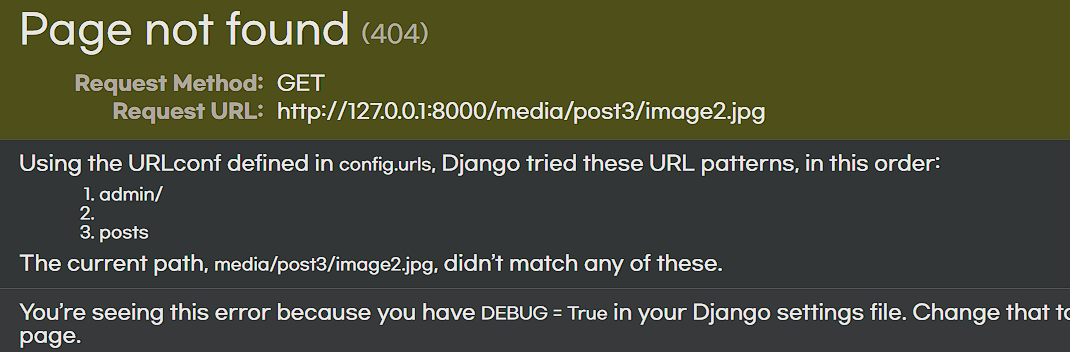 Page not found (404)
Request Method: GET
Request URL: http://127.0.0.1:8000/media/post3/image2.jpg
Using the URLconf defined in config.urls, Django tried these URL patterns, in this order:
1. admin/
2.
3. posts
The current path, media/post3/image2.jpg, didn’t match any of these.
You’re seeing this error because you have DEBUG = True in your Django settings file. Change that to
page.